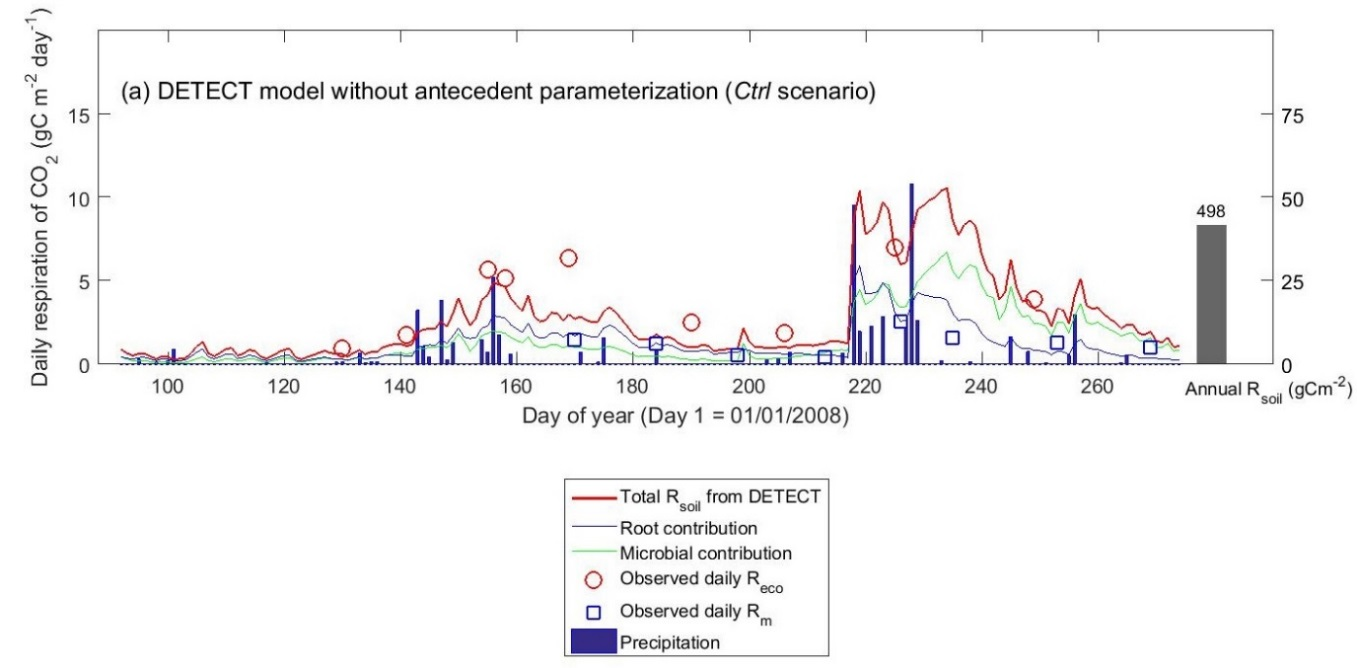 (a) DETECT model without antecedent parameterization (Ctrl scenario)
Daily respiration of CO2 (gC m-2 day-1)
15
10
5
0
75
50
25
0
498
100 120 140 160 180 200 220 240 260
Annual Rsoil (gCm-2)
Day of year (Day 1 = 01/01/2008)
Total Rsoil from DETECT
Root contribution
Microbial contribution
Observed daily Reco
Observed daily Rm
Precipitation